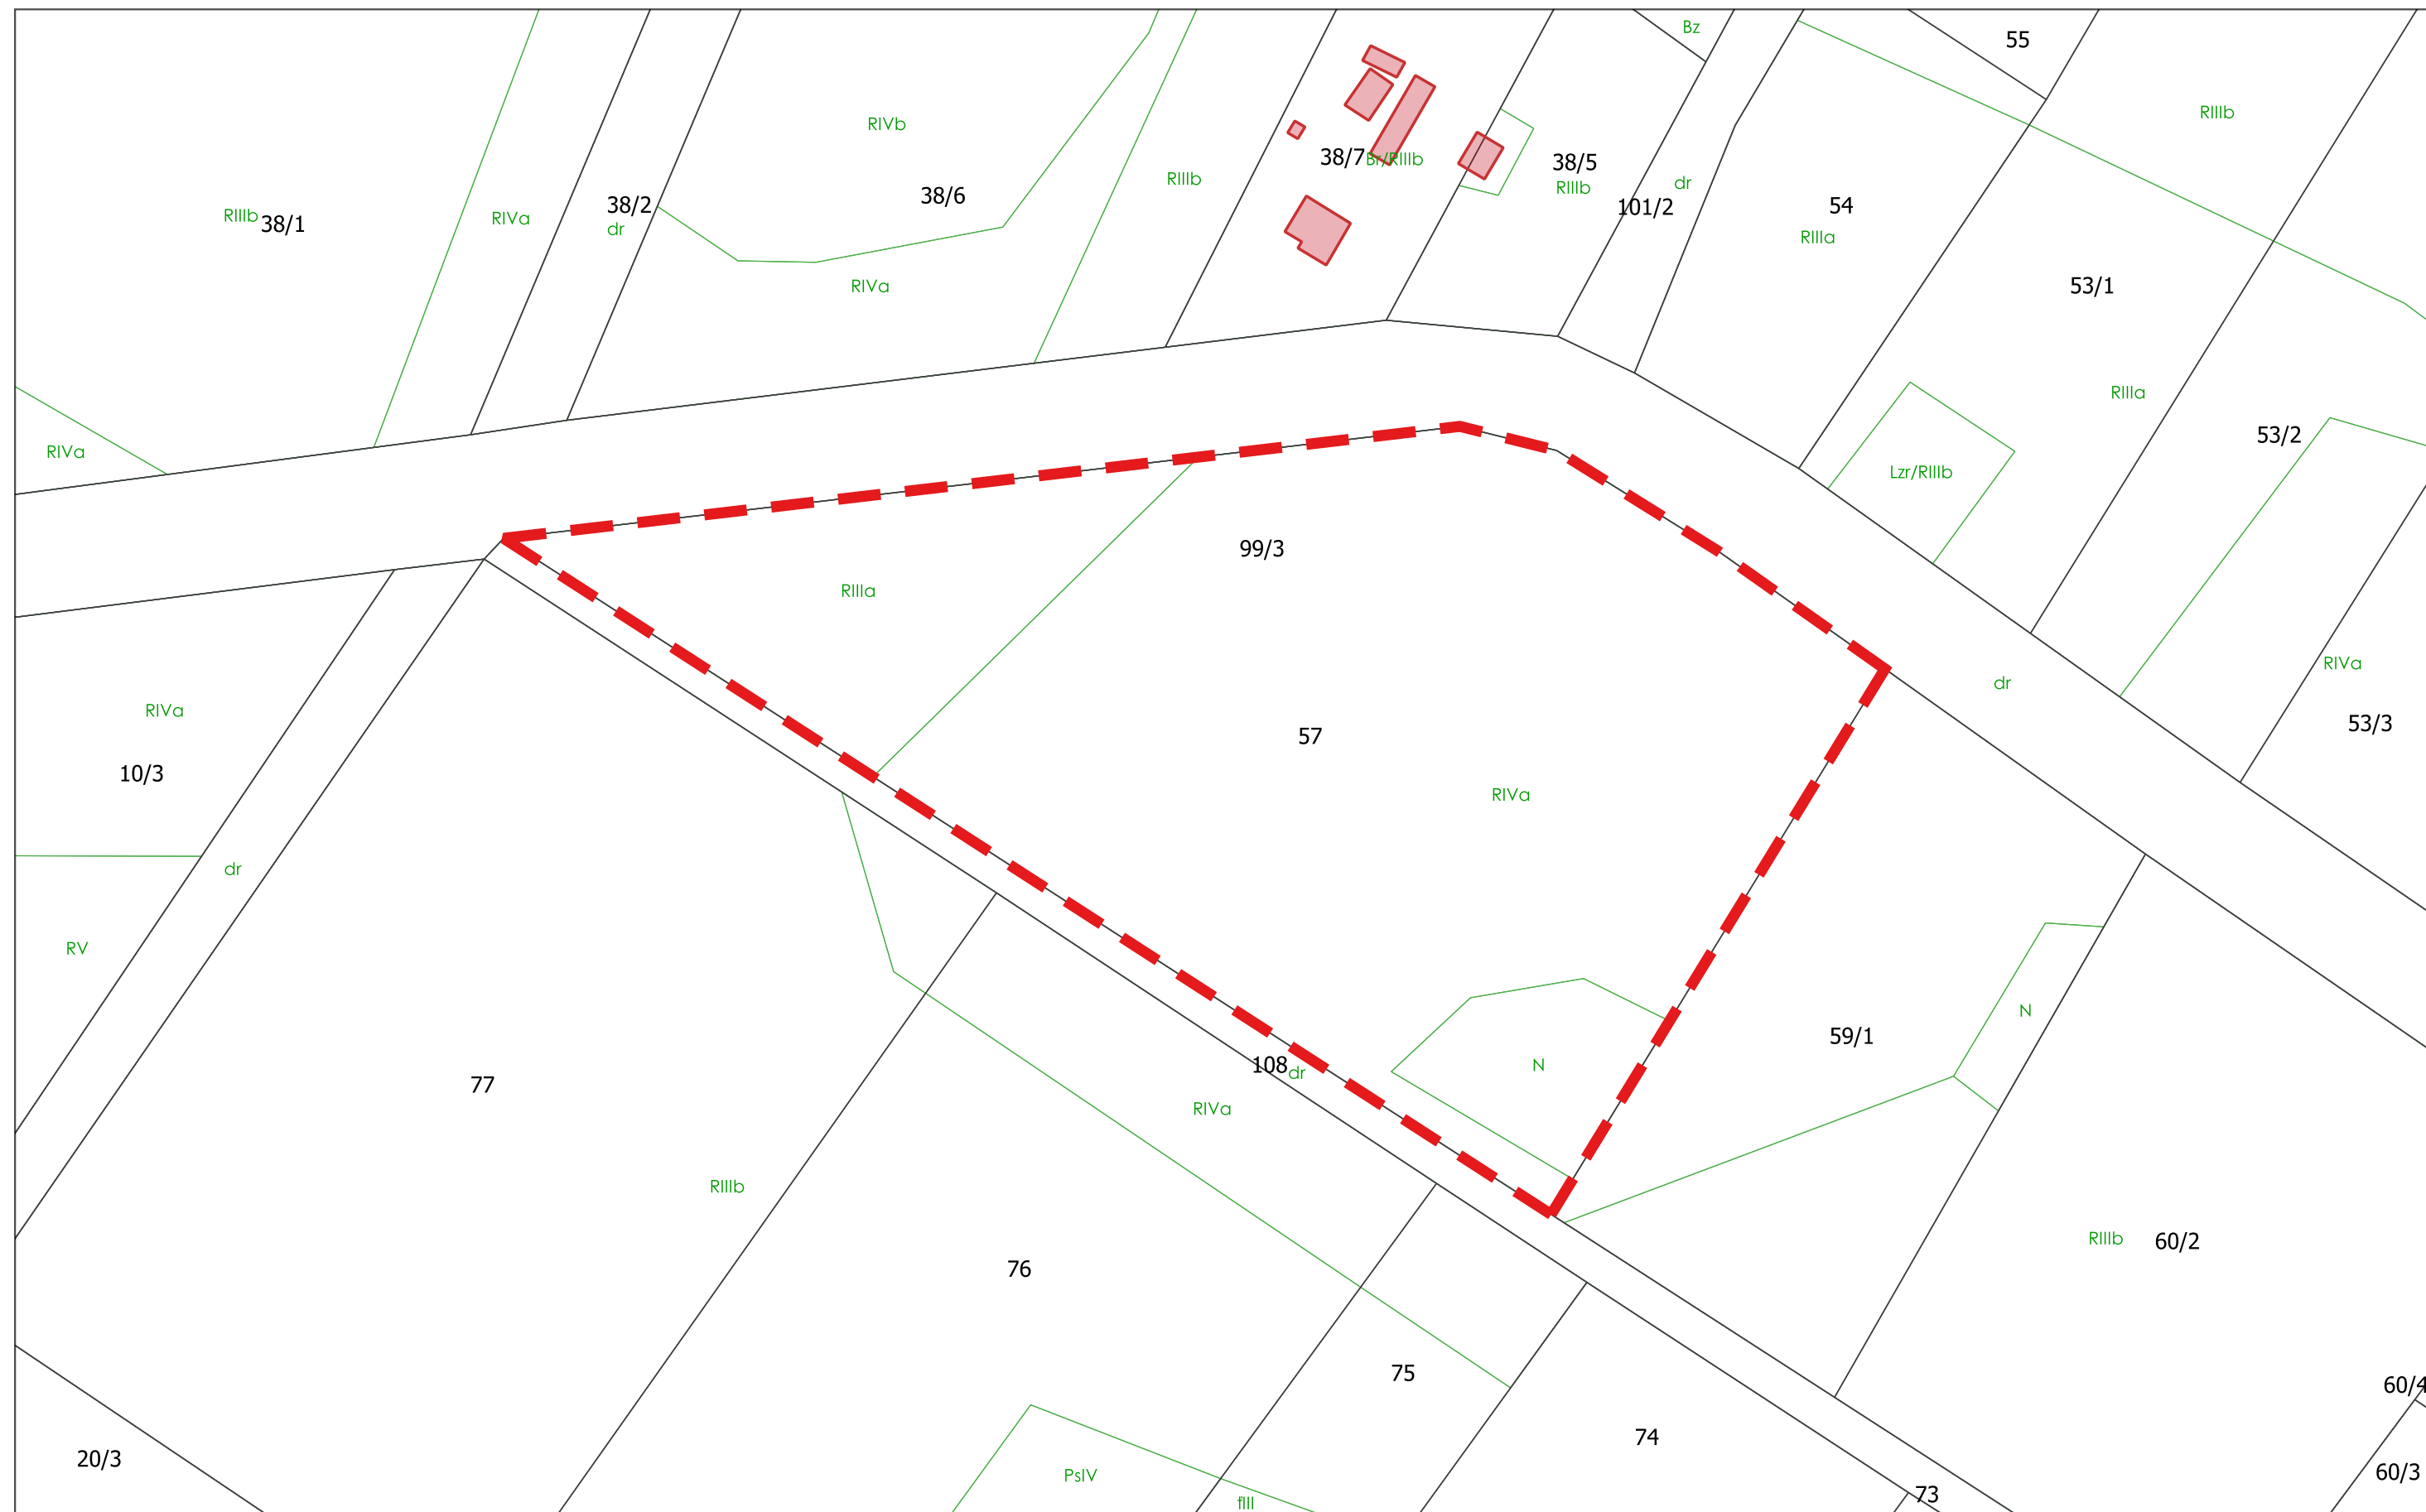 Bz
55
RIIIb
RIVb
38/7 Br/RIIIb
38/5
RIIIb
RIIIb
dr
38/6
38/2
dr
101/2
54
RIIIa
RIIIb 38/1
RIVa
RIVa
53/1
RIIIa
53/2
RIVa
Lzr/RIIIb
99/3
RIIIa
RIVa
dr
RIVa
53/3
57
10/3
RIVa
dr
RV
N
59/1
108 dr
N
77
RIVa
RIIIb
RIIIb 60/2
76
75
60/4
74
20/3
PsIV
60/3
73
fIII